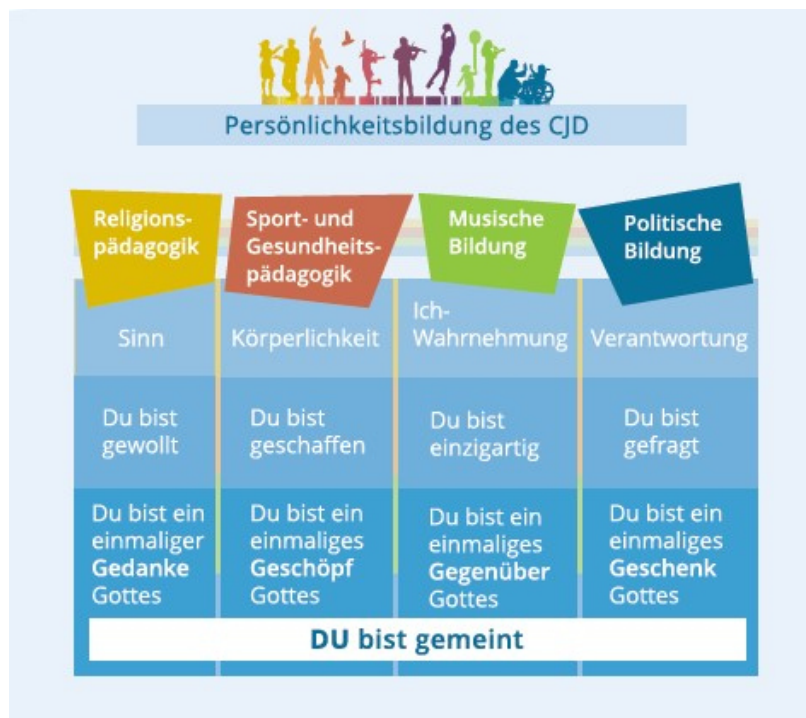 Persönlichkeitsbildung des CJD
Religions-
pädagogik
Sport- und
Gesundheits-
pädagogik
Musische
Bildung
Politische
Bildung
Sinn
Körperlichkeit
Ich-
Wahrnehmung
Verantwortung
Du bist
gewollt
Du bist
geschaffen
Du bist
einzigartig
Du bist
gefragt
Du bist ein
einmaliger
Gedanke
Gottes
Du bist ein
einmaliges
Geschöpf
Gottes
Du bist ein
einmaliges
Gegenüber
Gottes
Du bist ein
einmaliges
Geschenk
Gottes
DU bist gemeint